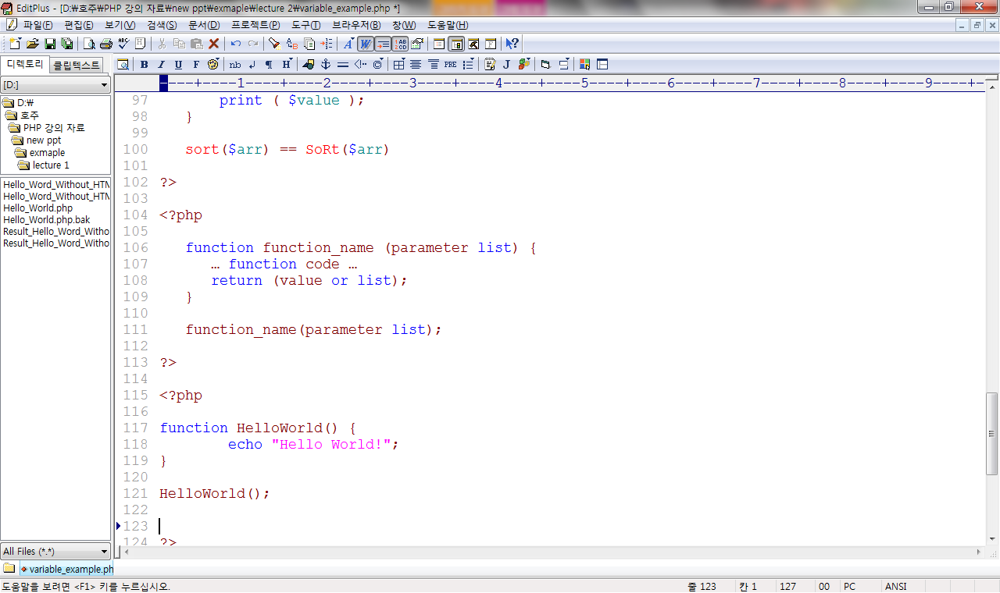 EditPlus - [D:₩호주₩PHP 강의 자료₩new ppt₩exmaple₩lecture 2₩variable_example.php *]
파일(F) 편집(E) 보기(V) 검색(S) 문서(D) 프로젝트(P) 도구(T) 브라우저(B) 창(W) 도움말(H)
디렉토리 클립텍스트
B I U F nb ¶ H PRE J
[D:]
----+----1----+----2----+----3----+----4----+----5----+----6----+----7----+----8----+----9----+--
D:₩
호주
PHP 강의 자료
new ppt
exmaple
lecture 1
Hello_Word_Without_HTM
Hello_Word_Without_HTM
Hello_World.php
Hello_World.php.bak
Result_Hello_Word_Witho
Result_Hello_Word_Witho
97 print ( $value );
98 }
99
100 sort($arr) == SoRt($arr)
101
102 ?>
103
104 <?php
105
106 function function_name (parameter list) {
107 … function code …
108 return (value or list);
109 }
110
111 function_name(parameter list);
112
113 ?>
114
115 <?php
116
117 function HelloWorld() {
118 echo "Hello World!";
119 }
120
121 HelloWorld();
122
123
124 ?>
All Files (*.*)
variable_example.ph
도움말을 보려면 <F1> 키를 누르십시오. 줄 123 칸 1 127 00 PC ANSI